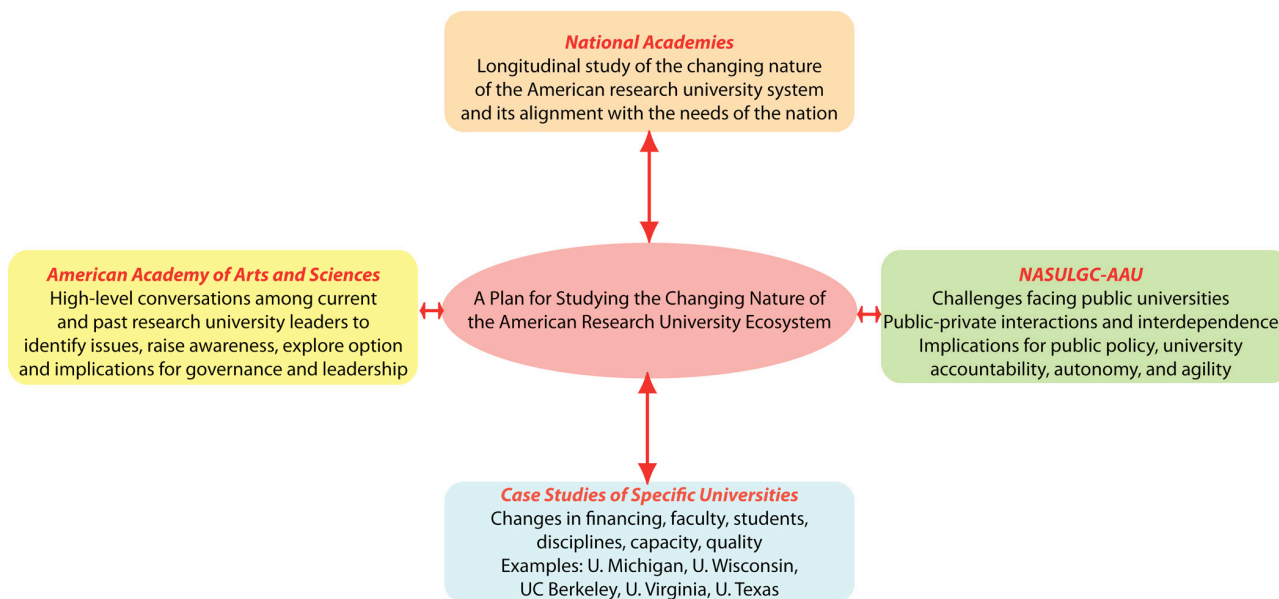 National Academies
Longitudinal study of the changing nature
of the American research university system
and its alignment with the needs of the nation
American Academy of Arts and Sciences
High-level conversations among current
and past research university leaders to
identify issues, raise awareness, explore option
and implications for governance and leadership
A Plan for Studying the Changing Nature of
the American Research University Ecosystem
NASULGC-AAU
Challenges facing public universities
Public-private interactions and interdependence
Implications for public policy, university
accountability, autonomy, and agility
Case Studies of Specific Universities
Changes in financing, faculty, students,
disciplines, capacity, quality
Examples: U. Michigan, U. Wisconsin,
UC Berkeley, U. Virginia, U. Texas